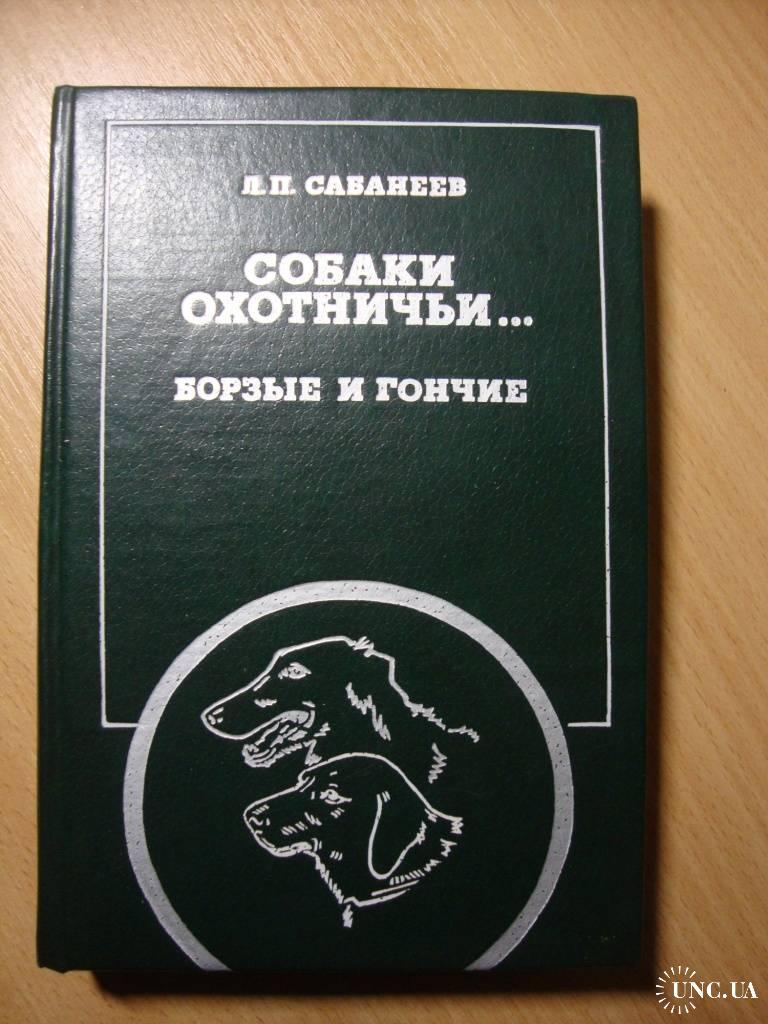 Л.П. САБАНЕЕВ
СОБАКИ
ОХОТНИЧЬИ...
БОРЗЫЕ И ГОНЧИЕ
UNC.UA